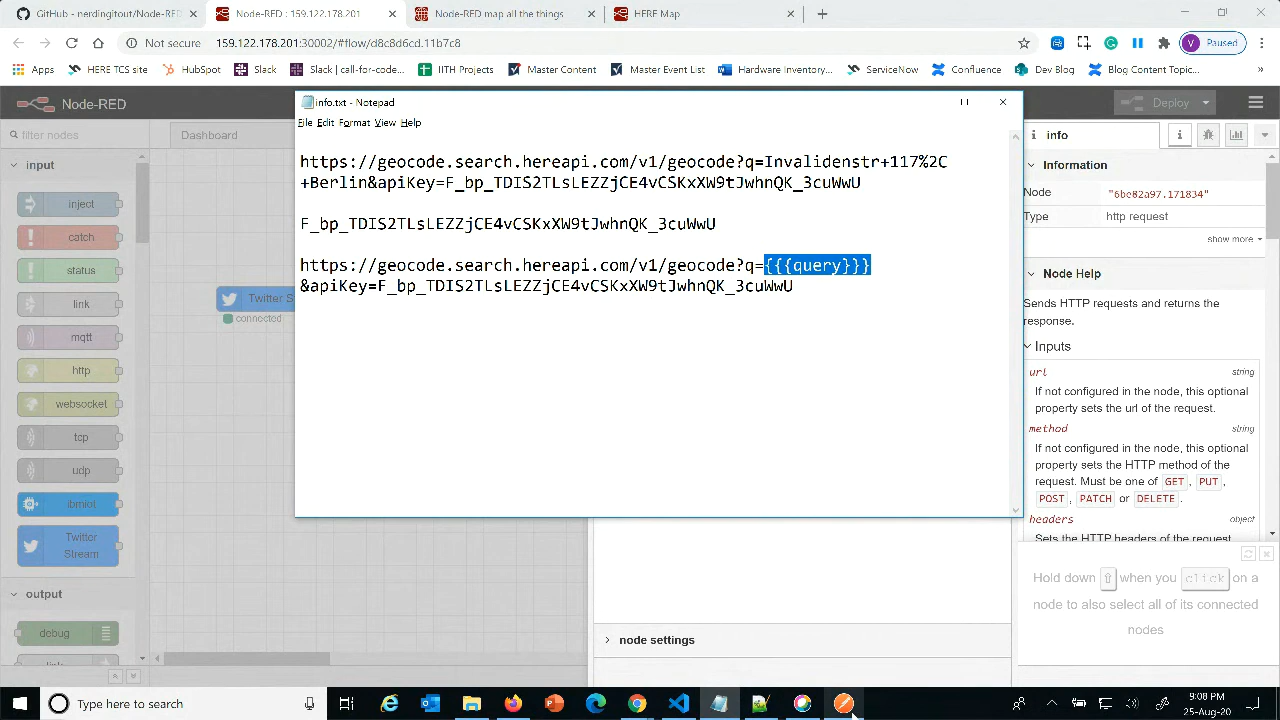 GitHub - nerdingitout/Node-RED
Node-RED : 159.122.178.201
Node-RED map all the things
HERE Map
Not secure
159.122.178.201:30002/#flow/d8c8d6cd.11b7c8
V
Paused
Apps
HERE TCS site
HubSpot
Slack
Slack | call-for-code...
IITH Projects
Master Content
Master Event List
Hardware Inventory...
ServiceNow
Confluence
Dev Blog
Blog Content Topic...
Node-RED
Deploy
filter nodes
Dashboard
input
inject
catch
status
link
mqtt
http
websocket
tcp
udp
ibmiot
Twitter
Stream
output
debug
Twitter S
connected
info.txt - Notepad
File Edit Format View Help
https://geocode.search.hereapi.com/v1/geocode?q=Invalidenstr+117%2C
+Berlin&apiKey=F_bp_TDIS2TLsLEZZjCE4vCSKxXW9tJwhnQK_3cuWwU
F_bp_TDIS2TLsLEZZjCE4vCSKxXW9tJwhnQK_3cuWwU
https://geocode.search.hereapi.com/v1/geocode?q={{{query}}}
&apiKey=F_bp_TDIS2TLsLEZZjCE4vCSKxXW9tJwhnQK_3cuWwU
node settings
info
Information
Node "6be82a97.171834"
Type http request
show more
Node Help
Sends HTTP requests and returns the
response.
Inputs
url string
If not configured in the node, this optional
property sets the url of the request.
method string
If not configured in the node, this optional
property sets the HTTP method of the
request. Must be one of GET, PUT,
POST, PATCH or DELETE.
headers object
Sets the HTTP headers of the request
Hold down ⇧ when you click on a
node to also select all of its connected
nodes
Type here to search
9:08 PM
25-Aug-20